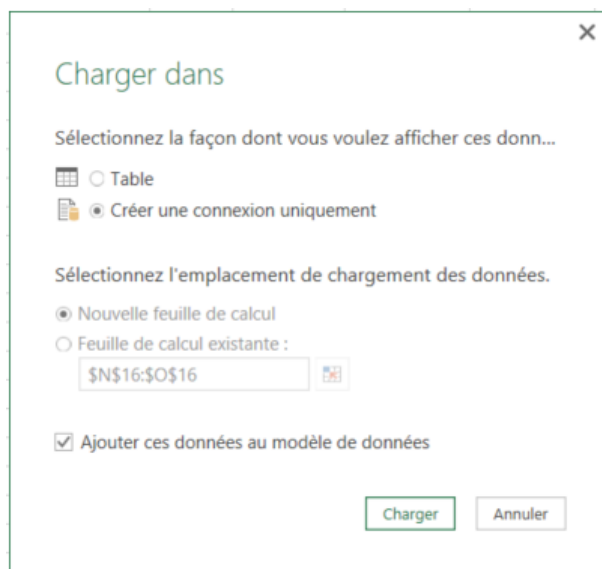 Charger dans
Sélectionnez la façon dont vous voulez afficher ces donn...
Table
Créer une connexion uniquement
Sélectionnez l'emplacement de chargement des données.
Nouvelle feuille de calcul
Feuille de calcul existante :
$N$16:$O$16
Ajouter ces données au modèle de données
Charger Annuler